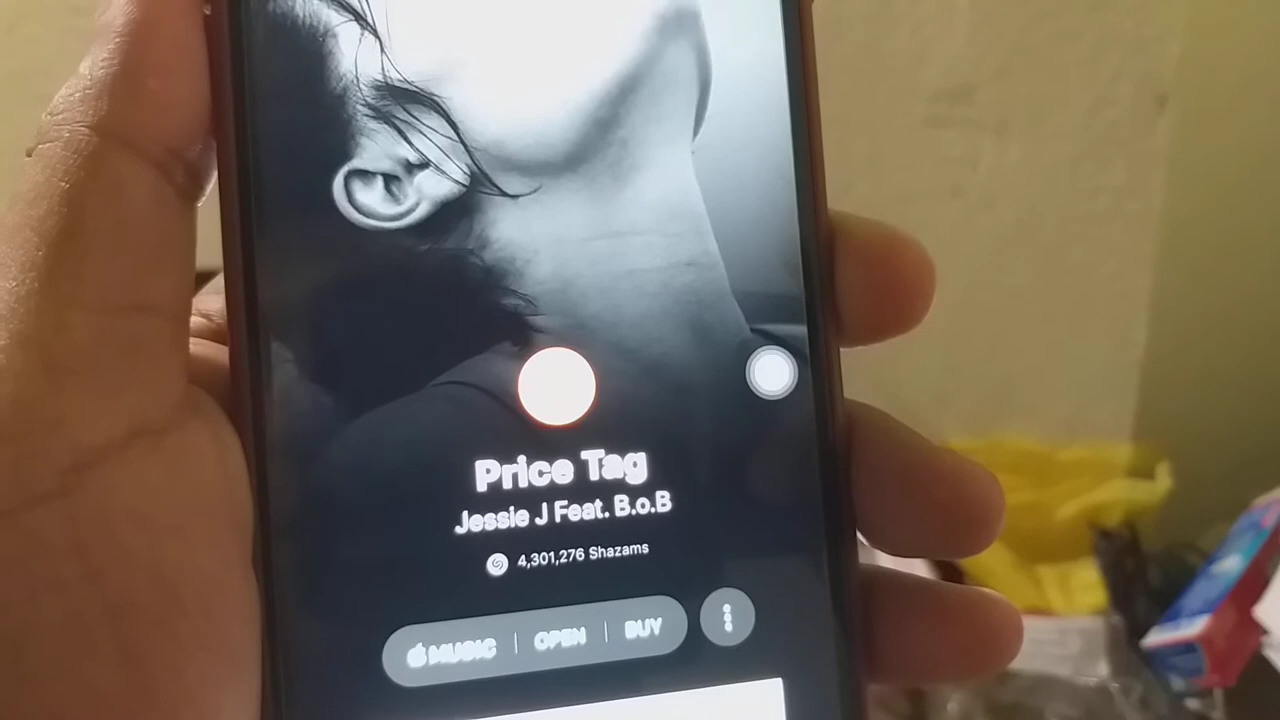 Price Tag
Jessie J Feat. B.o.B
4,301,276 Shazams
MUSIC | OPEN | BUY